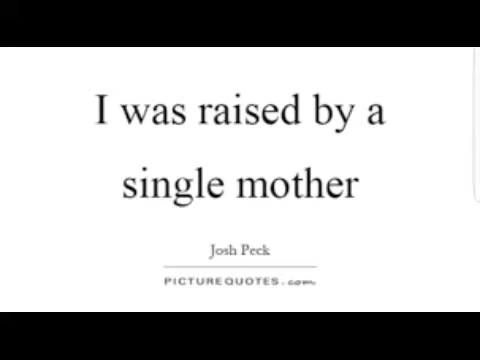 I was raised by a
single mother
Josh Peck
PICTUREQUOTES.com